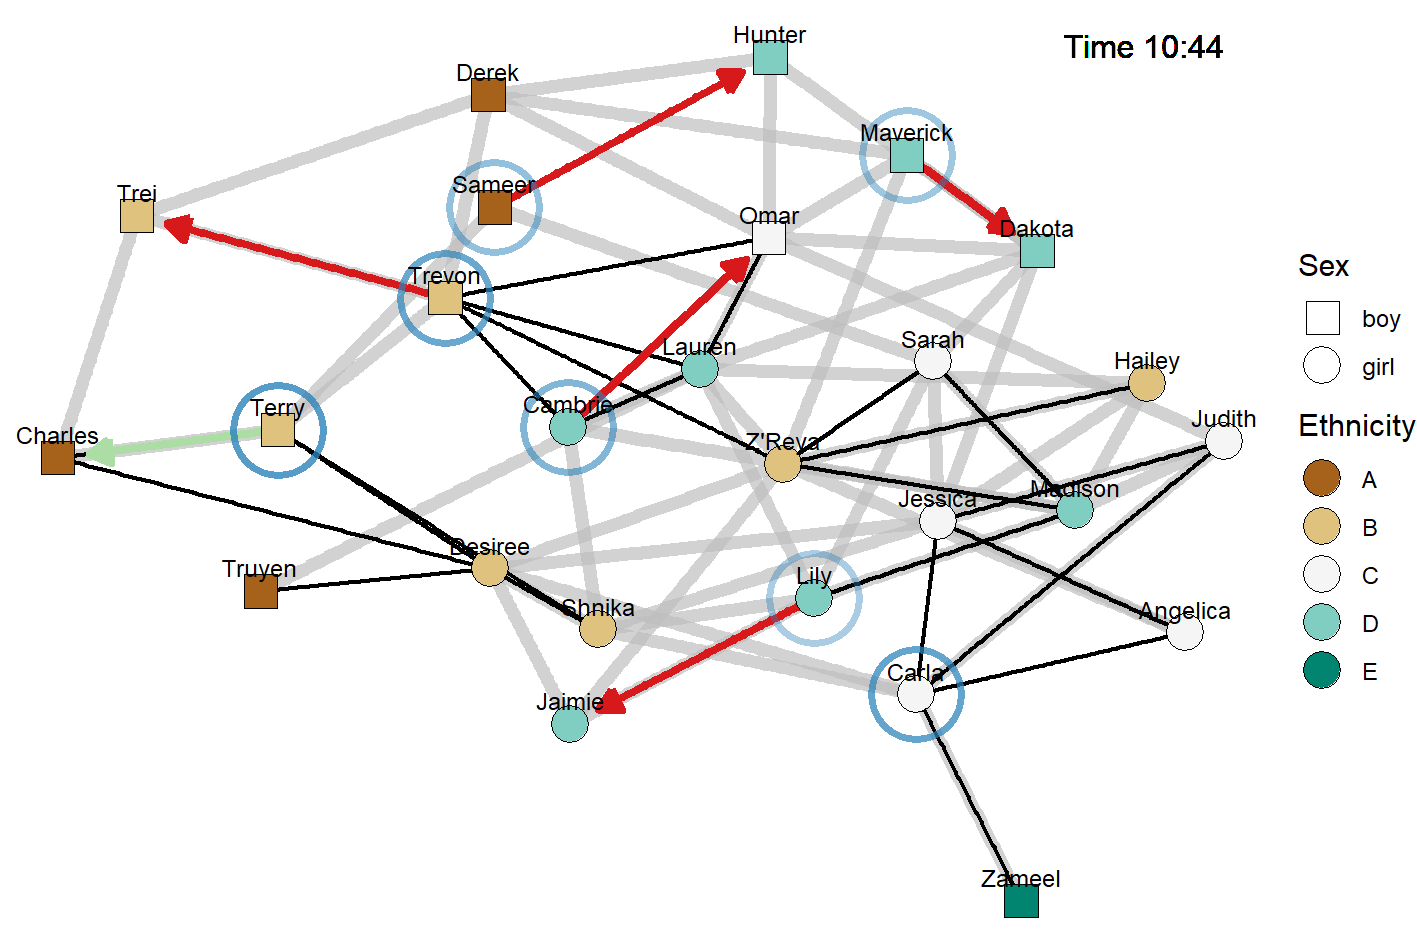 Hunter
Time 10:44
Derek
Maverick
Sameer
Trei
Omar
Dakota
Trevon
Sex
boy
Lauren
Sarah
Hailey
girl
Cambrie
Terry
Charles
Judith
Ethnicity
Z'Reya
A
Jessica
Madison
B
Desiree
Truyen
Lily
C
Shnika
Angelica
D
Carla
E
Jaimie
Zameel